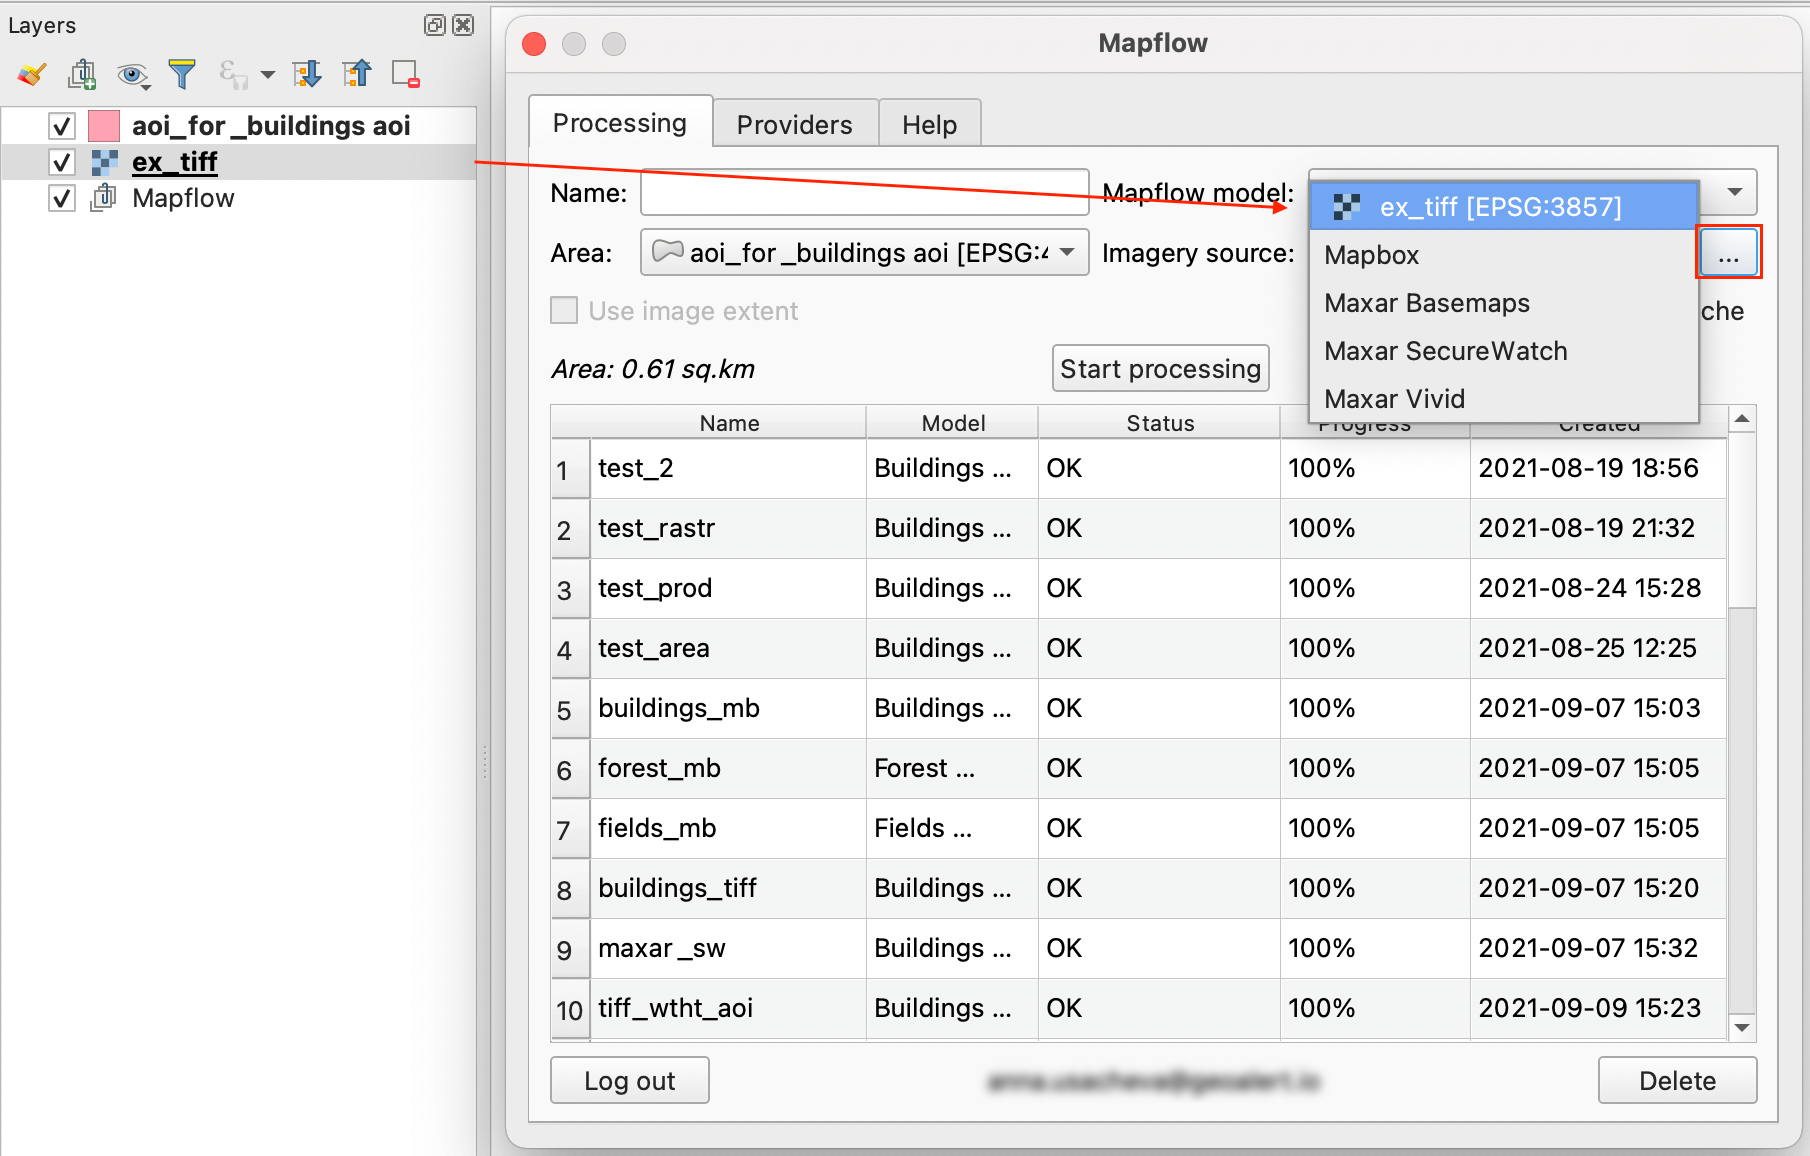 Layers
aoi_for _buildings aoi
ex_tiff
Mapflow
Mapflow
Processing
Providers
Help
Name:
Mapflow model:
ex_tiff [EPSG:3857]
Mapbox
Maxar Basemaps
Maxar SecureWatch
Maxar Vivid
Area:
aoi_for _buildings aoi [EPSG:4
Imagery source:
...
Use image extent
che
Area: 0.61 sq.km
Start processing
Name Model Status Progress Created
1 test_2 Buildings ... OK 100% 2021-08-19 18:56
2 test_rastr Buildings ... OK 100% 2021-08-19 21:32
3 test_prod Buildings ... OK 100% 2021-08-24 15:28
4 test_area Buildings ... OK 100% 2021-08-25 12:25
5 buildings_mb Buildings ... OK 100% 2021-09-07 15:03
6 forest_mb Forest ... OK 100% 2021-09-07 15:05
7 fields_mb Fields ... OK 100% 2021-09-07 15:05
8 buildings_tiff Buildings ... OK 100% 2021-09-07 15:20
9 maxar _sw Buildings ... OK 100% 2021-09-07 15:32
10 tiff_wtht_aoi Buildings ... OK 100% 2021-09-09 15:23
Log out
Delete